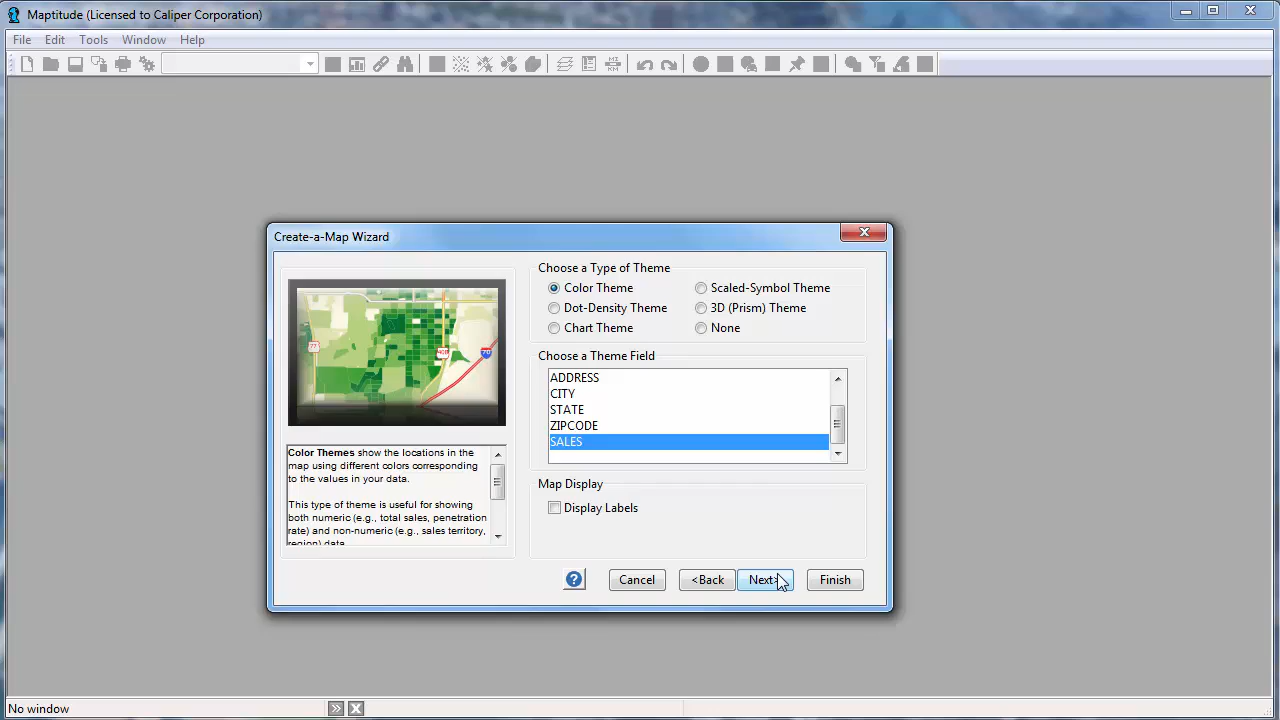 Maptitude (Licensed to Caliper Corporation)
File Edit Tools Window Help
Create-a-Map Wizard
Choose a Type of Theme
Color Theme Scaled-Symbol Theme
Dot-Density Theme 3D (Prism) Theme
Chart Theme None
Choose a Theme Field
ADDRESS
CITY
STATE
ZIPCODE
SALES
Color Themes show the locations in the
map using different colors corresponding
to the values in your data.
This type of theme is useful for showing
both numeric (e.g., total sales, penetration
rate) and non-numeric (e.g., sales territory,
region) data
Map Display
Display Labels
? Cancel <Back Next> Finish
No window